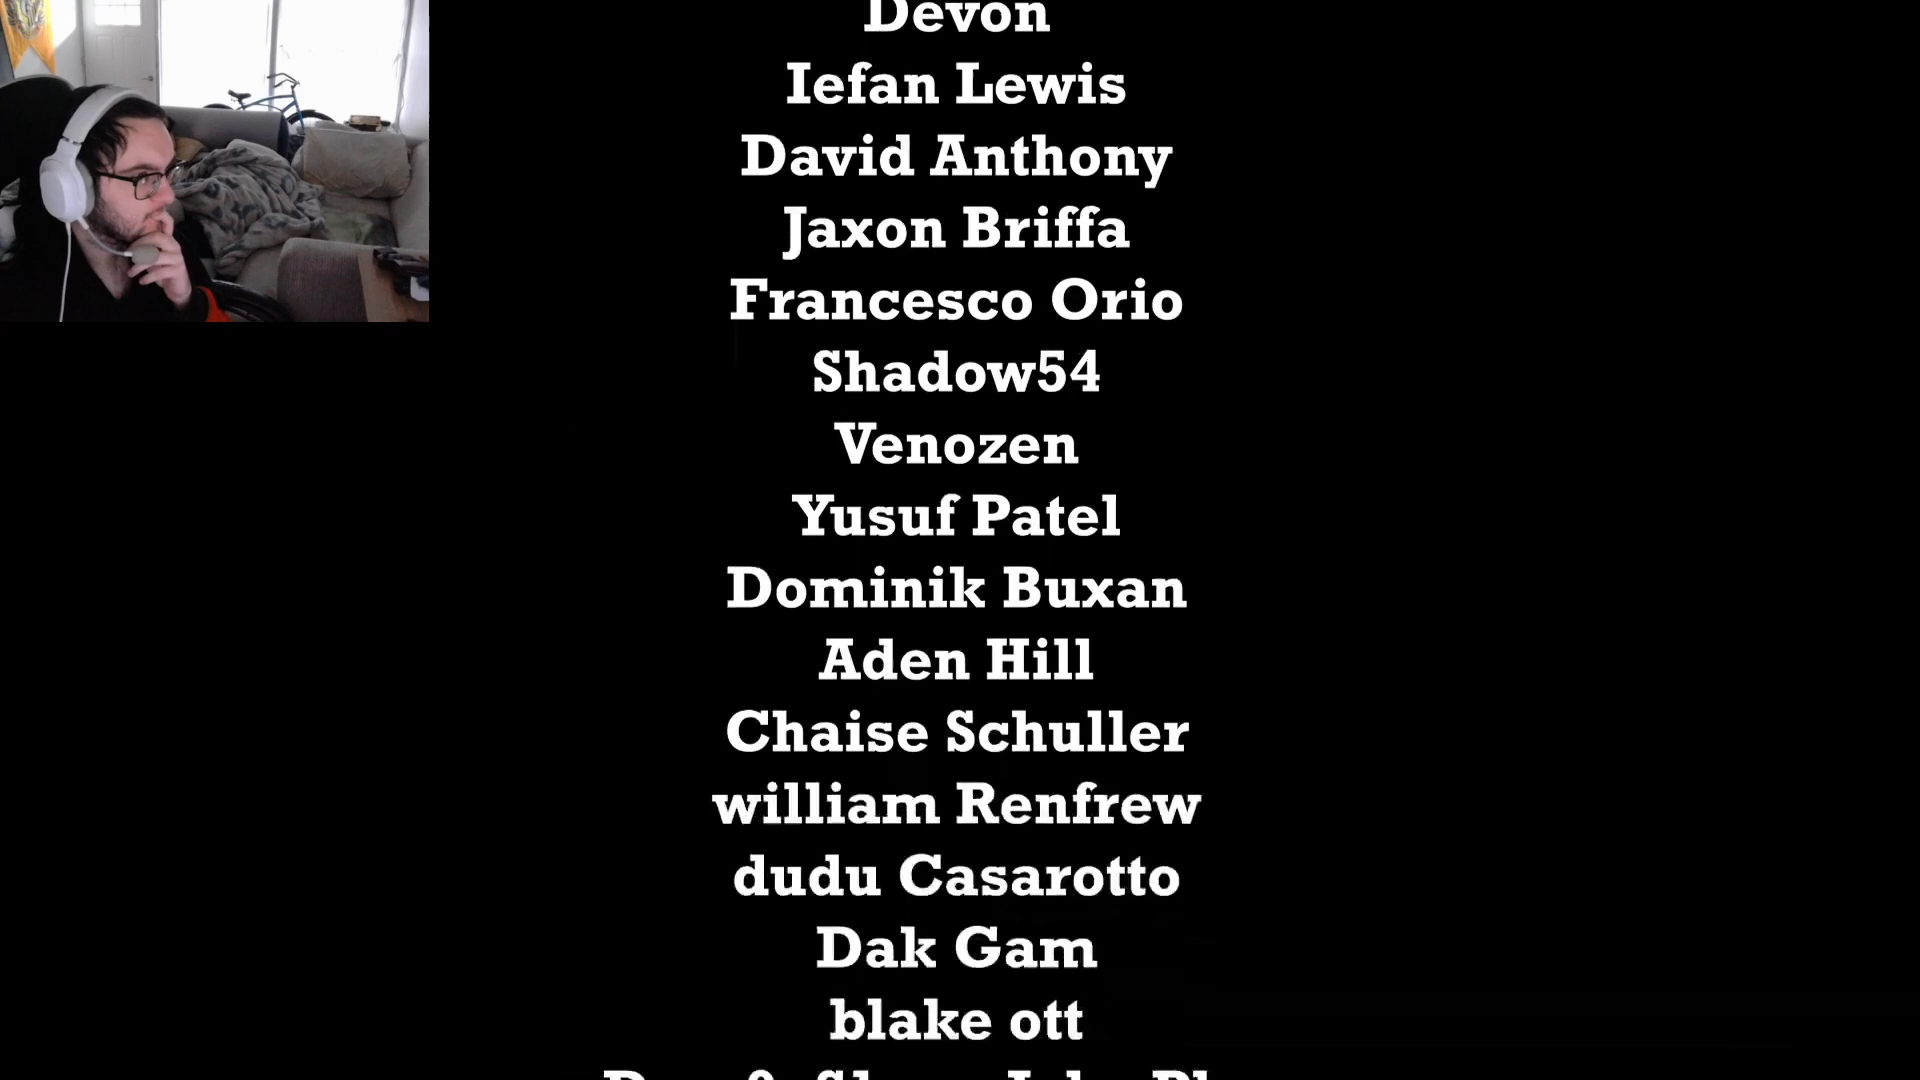 Devon
Iefan Lewis
David Anthony
Jaxon Briffa
Francesco Orio
Shadow54
Venozen
Yusuf Patel
Dominik Buxan
Aden Hill
Chaise Schuller
william Renfrew
dudu Casarotto
Dak Gam
blake ott